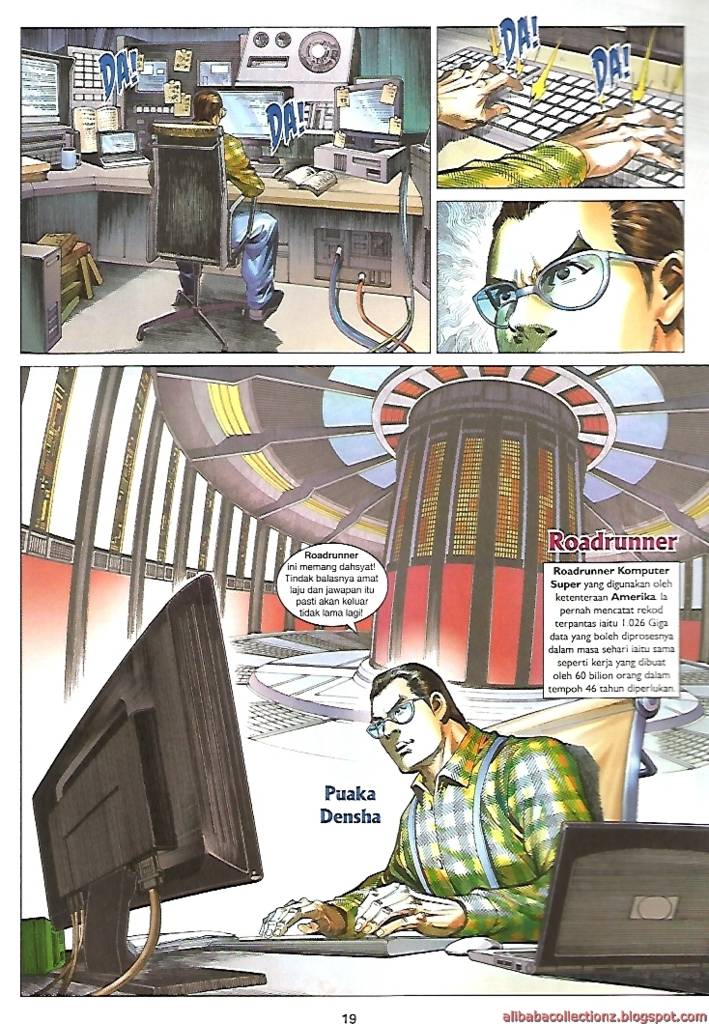 DA!
DA!
DA!
DA!
Roadrunner
ini memang dahsyat!
Tindak balasnya amat
laju dan jawapan itu
pasti akan keluar
tidak lama lagi!
Roadrunner
Roadrunner Komputer
Super yang digunakan oleh
ketenteraan Amerika. Ia
pernah mencatat rekod
terpantas iaitu 1.026 Giga
data yang boleh diprosesnya
dalam masa sehari iaitu sama
seperti kerja yang dibuat
oleh 60 bilion orang dalam
tempoh 46 tahun diperlukan.
Puaka
Densha
19
alibabacollectionz.blogspot.com